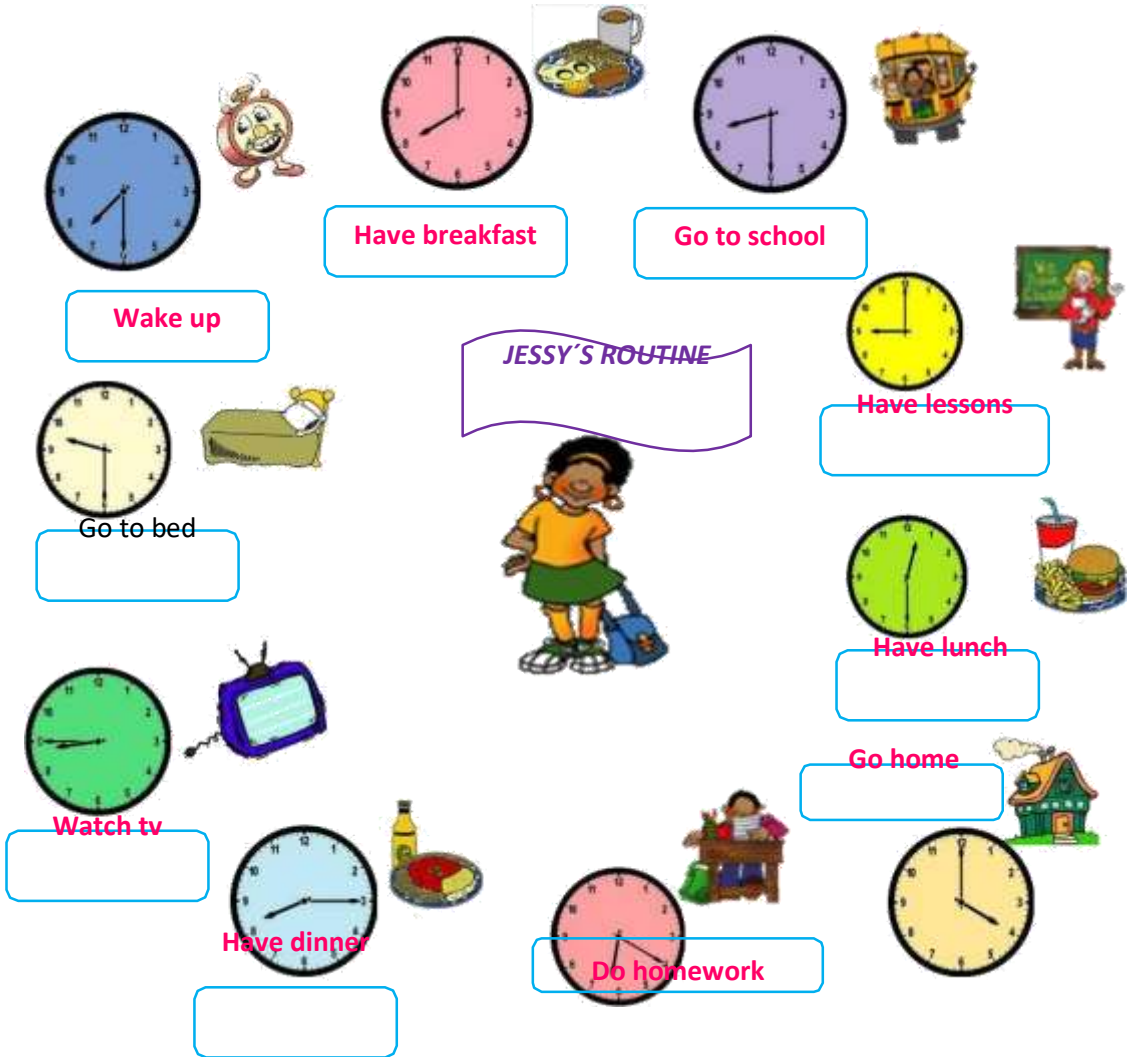 Have breakfast
Go to school
Wake up
JESSY´S ROUTINE
Have lessons
Go to bed
Have lunch
Go home
Watch tv
Have dinner
Do homework